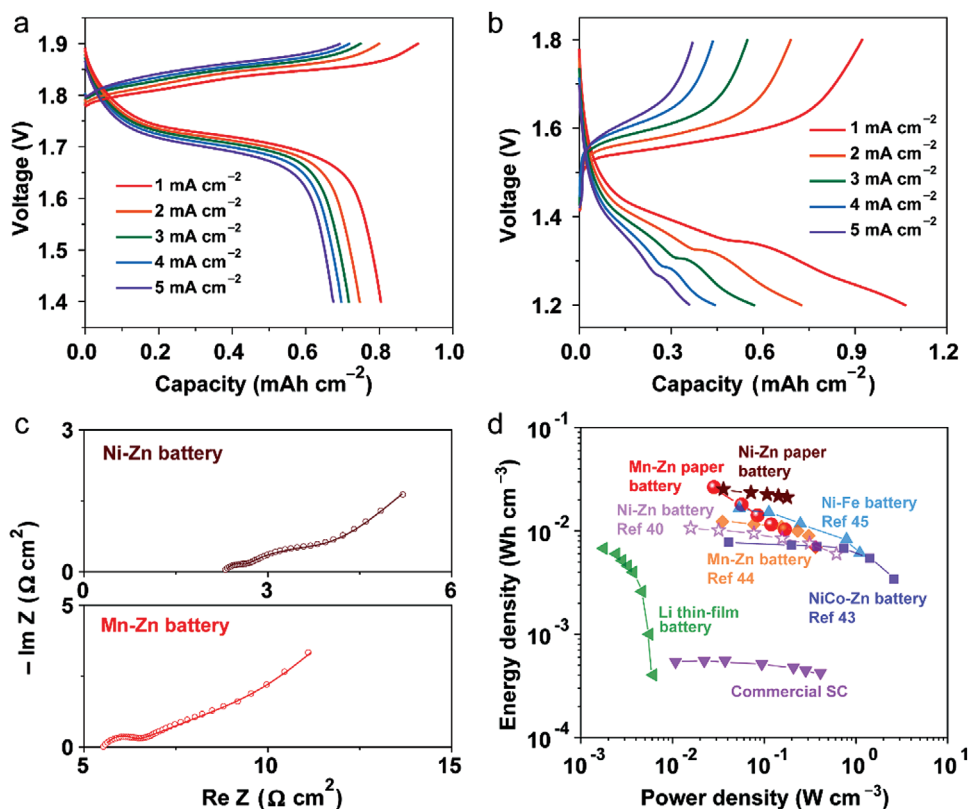 a
1.9
1.8
1.7
1.6
1.5
1.4
Voltage (V)
1 mA cm⁻²
2 mA cm⁻²
3 mA cm⁻²
4 mA cm⁻²
5 mA cm⁻²
0.0 0.2 0.4 0.6 0.8 1.0
Capacity (mAh cm⁻²)
b
1.8
1.6
1.4
1.2
Voltage (V)
1 mA cm⁻²
2 mA cm⁻²
3 mA cm⁻²
4 mA cm⁻²
5 mA cm⁻²
0.0 0.3 0.6 0.9 1.2
Capacity (mAh cm⁻²)
c
3
Ni-Zn battery
0
0 3 6
5
Mn-Zn battery
0
5 10 15
– Im Z (Ω cm²)
Re Z (Ω cm²)
d
10⁻¹
10⁻²
10⁻³
10⁻⁴
Energy density (Wh cm⁻³)
Ni-Zn paper
battery
Mn-Zn paper
battery
Ni-Fe battery
Ref 45
Ni-Zn battery
Ref 40
Mn-Zn battery
Ref 44
NiCo-Zn battery
Ref 43
Li thin-film
battery
Commercial SC
10⁻³ 10⁻² 10⁻¹ 10⁰ 10¹
Power density (W cm⁻³)